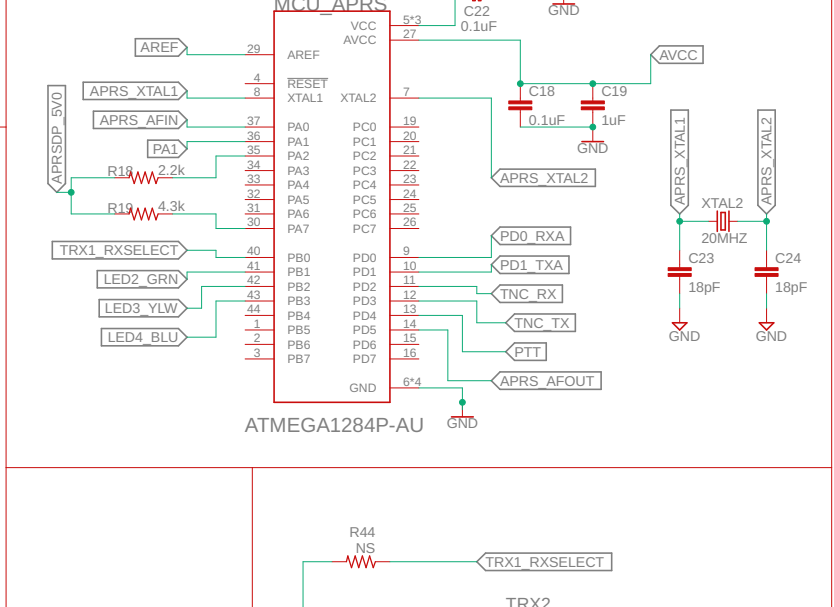 MCU_APRS
C22
0.1uF
GND
VCC 5*3
AVCC 27
AREF 29 AREF
AVCC
4 RESET
APRS_XTAL1 8 XTAL1
XTAL2 7
C18
0.1uF
C19
1uF
GND
APRS_XTAL2
APRSDP_5V0
APRS_AFIN 37 PA0
PA1 36 PA1
R18 2.2k 35 PA2
34 PA3
33 PA4
32 PA5
R19 4.3k 31 PA6
30 PA7
PC0 19
PC1 20
PC2 21
PC3 22
PC4 23
PC5 24
PC6 25
PC7 26
TRX1_RXSELECT 40 PB0
LED2_GRN 41 PB1
LED3_YLW 42 PB2
LED4_BLU 43 PB3
44 PB4
1 PB5
2 PB6
3 PB7
PD0 9 PD0_RXA
PD1 10 PD1_TXA
PD2 11 TNC_RX
PD3 12 TNC_TX
PD4 13 PTT
PD5 14 APRS_AFOUT
PD6 15
PD7 16
GND 6*4
GND
ATMEGA1284P-AU
APRS_XTAL1
APRS_XTAL2
XTAL2
20MHZ
C23
18pF
C24
18pF
GND
GND
R44
NS
TRX1_RXSELECT
TRX2